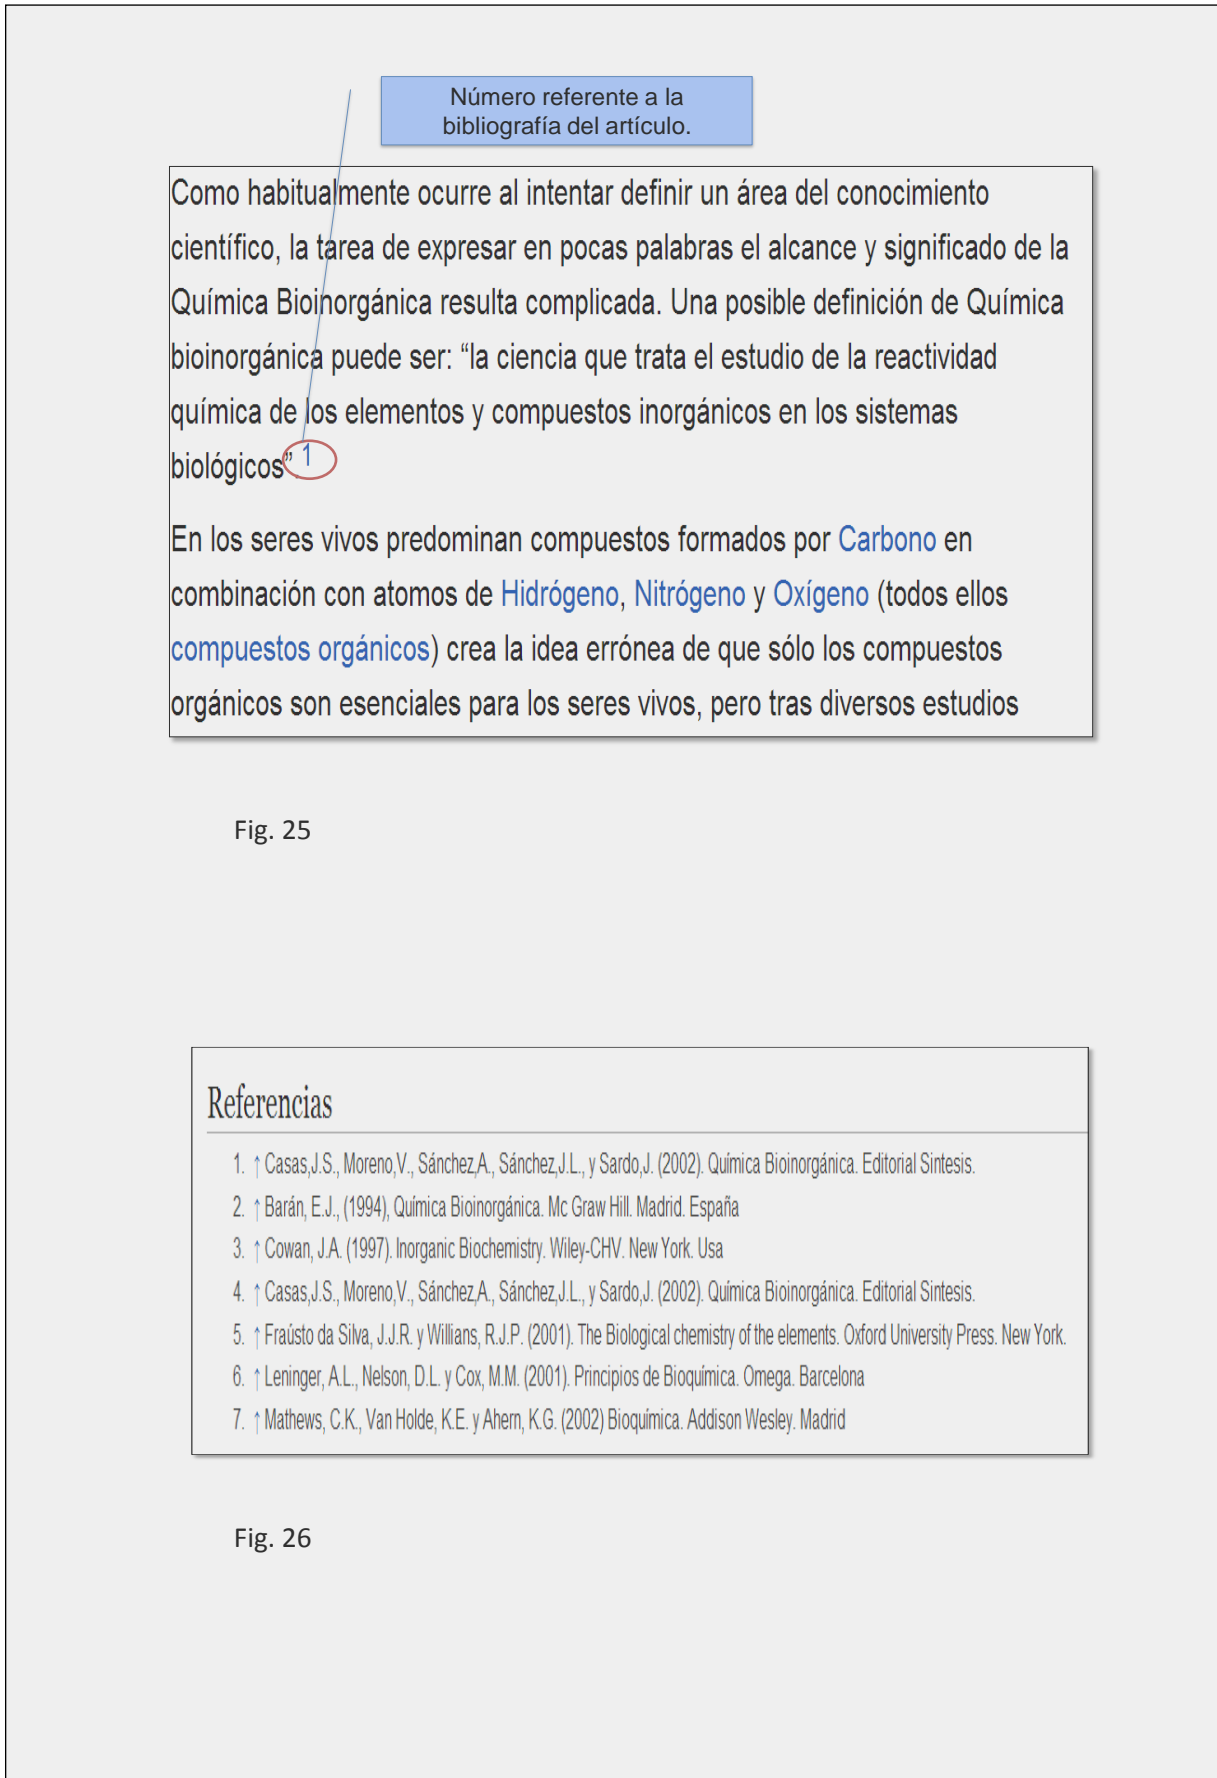 Número referente a la
bibliografía del artículo.
Como habitualmente ocurre al intentar definir un área del conocimiento
científico, la tarea de expresar en pocas palabras el alcance y significado de la
Química Bioinorgánica resulta complicada. Una posible definición de Química
bioinorgánica puede ser: “la ciencia que trata el estudio de la reactividad
química de los elementos y compuestos inorgánicos en los sistemas
biológicos”.1
En los seres vivos predominan compuestos formados por Carbono en
combinación con atomos de Hidrógeno, Nitrógeno y Oxígeno (todos ellos
compuestos orgánicos) crea la idea errónea de que sólo los compuestos
orgánicos son esenciales para los seres vivos, pero tras diversos estudios
Fig. 25
Referencias
1. ↑ Casas,J.S., Moreno,V., Sánchez,A., Sánchez,J.L., y Sardo,J. (2002). Química Bioinorgánica. Editorial Sintesis.
2. ↑ Barán, E.J., (1994), Química Bioinorgánica. Mc Graw Hill. Madrid. España
3. ↑ Cowan, J.A. (1997). Inorganic Biochemistry. Wiley-CHV. New York. Usa
4. ↑ Casas,J.S., Moreno,V., Sánchez,A., Sánchez,J.L., y Sardo,J. (2002). Química Bioinorgánica. Editorial Sintesis.
5. ↑ Fraústo da Silva, J.J.R. y Willians, R.J.P. (2001). The Biological chemistry of the elements. Oxford University Press. New York.
6. ↑ Leninger, A.L., Nelson, D.L. y Cox, M.M. (2001). Principios de Bioquímica. Omega. Barcelona
7. ↑ Mathews, C.K., Van Holde, K.E. y Ahern, K.G. (2002) Bioquímica. Addison Wesley. Madrid
Fig. 26